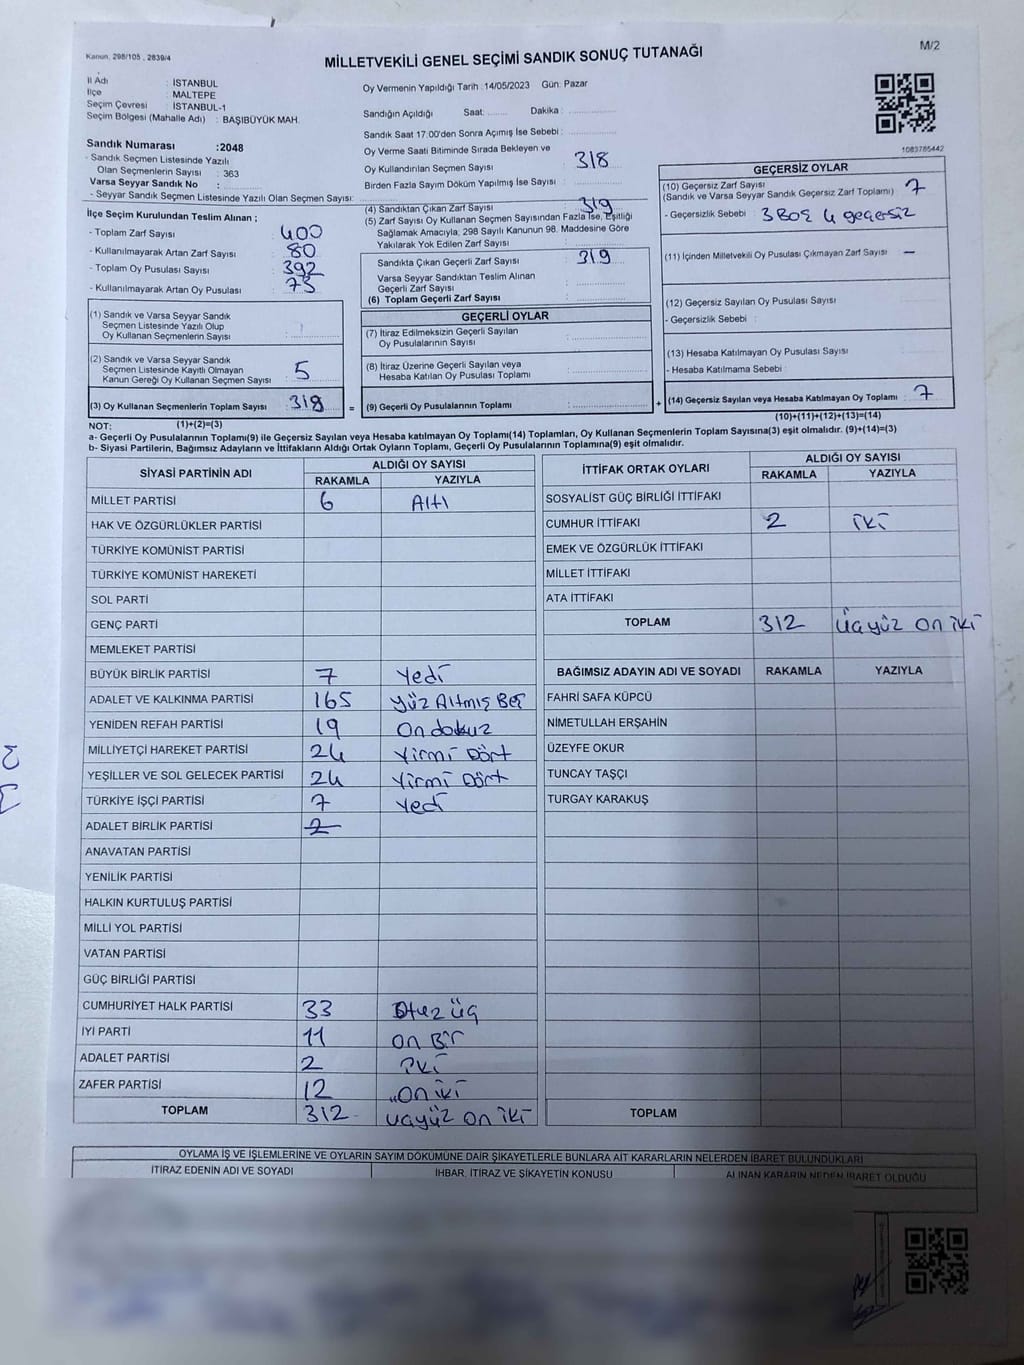 Kanun, 298/105 , 2839/4
MİLLETVEKİLİ GENEL SEÇİMİ SANDIK SONUÇ TUTANAĞI
M/2
İl Adı : İSTANBUL
İlçe : MALTEPE
Seçim Çevresi : İSTANBUL-1
Seçim Bölgesi (Mahalle Adı) : BAŞIBÜYÜK MAH.
Sandık Numarası :2048
- Sandık Seçmen Listesinde Yazılı
Olan Seçmenlerin Sayısı : 363
Varsa Seyyar Sandık No :
- Seyyar Sandık Seçmen Listesinde Yazılı Olan Seçmen Sayısı:
Oy Vermenin Yapıldığı Tarih :14/05/2023 Gün: Pazar
Sandığın Açıldığı Saat: Dakika :
Sandık Saat 17:00'den Sonra Açımış İse Sebebi :
Oy Verme Saati Bitiminde Sırada Bekleyen ve
Oy Kullandırılan Seçmen Sayısı : 318
Birden Fazla Sayım Döküm Yapılmış İse Sayısı :
1083765442
İlçe Seçim Kurulundan Teslim Alınan ;
- Toplam Zarf Sayısı : 400
- Kullanılmayarak Artan Zarf Sayısı : 80
- Toplam Oy Pusulası Sayısı : 392
- Kullanılmayarak Artan Oy Pusulası : 73
(1) Sandık ve Varsa Seyyar Sandık
Seçmen Listesinde Yazılı Olup
Oy Kullanan Seçmenlerin Sayısı :
(2) Sandık ve Varsa Seyyar Sandık
Seçmen Listesinde Kayıtlı Olmayan
Kanun Gereği Oy Kullanan Seçmen Sayısı : 5
(3) Oy Kullanan Seçmenlerin Toplam Sayısı : 318
(4) Sandıktan Çıkan Zarf Sayısı : 319
(5) Zarf Sayısı Oy Kullanan Seçmen Sayısından Fazla İse, Eşitliği
Sağlamak Amacıyla, 298 Sayılı Kanunun 98. Maddesine Göre
Yakılarak Yok Edilen Zarf Sayısı :
Sandıkta Çıkan Geçerli Zarf Sayısı : 319
Varsa Seyyar Sandıktan Teslim Alınan
Geçerli Zarf Sayısı :
(6) Toplam Geçerli Zarf Sayısı :
GEÇERLİ OYLAR
(7) İtiraz Edilmeksizin Geçerli Sayılan
Oy Pusulalarının Sayısı :
(8) İtiraz Üzerine Geçerli Sayılan veya
Hesaba Katılan Oy Pusulası Toplamı :
= (9) Geçerli Oy Pusulalarının Toplamı :
GEÇERSİZ OYLAR
(10) Geçersiz Zarf Sayısı : 7
(Sandık ve Varsa Seyyar Sandık Geçersiz Zarf Toplamı)
- Geçersizlik Sebebi : 3 BOŞ 4 geçersiz
(11) İçinden Milletvekili Oy Pusulası Çıkmayan Zarf Sayısı : –
(12) Geçersiz Sayılan Oy Pusulası Sayısı :
- Geçersizlik Sebebi :
(13) Hesaba Katılmayan Oy Pusulası Sayısı :
- Hesaba Katılmama Sebebi :
+ (14) Geçersiz Sayılan veya Hesaba Katılmayan Oy Toplamı : 7
NOT: (1)+(2)=(3)
(10)+(11)+(12)+(13)=(14)
a- Geçerli Oy Pusulalarının Toplamı(9) ile Geçersiz Sayılan veya Hesaba katılmayan Oy Toplamı(14) Toplamları, Oy Kullanan Seçmenlerin Toplam Sayısına(3) eşit olmalıdır. (9)+(14)=(3)
b- Siyasi Partilerin, Bağımsız Adayların ve İttifakların Aldığı Ortak Oyların Toplamı, Geçerli Oy Pusulalarının Toplamına(9) eşit olmalıdır.
SİYASİ PARTİNİN ADI ALDIĞI OY SAYISI
RAKAMLA YAZIYLA
MİLLET PARTİSİ 6 Altı
HAK VE ÖZGÜRLÜKLER PARTİSİ
TÜRKİYE KOMÜNİST PARTİSİ
TÜRKİYE KOMÜNİST HAREKETİ
SOL PARTİ
GENÇ PARTİ
MEMLEKET PARTİSİ
BÜYÜK BİRLİK PARTİSİ 7 Yedi
ADALET VE KALKINMA PARTİSİ 165 Yüz Altmış Beş
YENİDEN REFAH PARTİSİ 19 On dokuz
MİLLİYETÇİ HAREKET PARTİSİ 24 Yirmi Dört
YEŞİLLER VE SOL GELECEK PARTİSİ 24 Yirmi Dört
TÜRKİYE İŞÇİ PARTİSİ 7 Yedi
ADALET BİRLİK PARTİSİ 2
ANAVATAN PARTİSİ
YENİLİK PARTİSİ
HALKIN KURTULUŞ PARTİSİ
MİLLİ YOL PARTİSİ
VATAN PARTİSİ
GÜÇ BİRLİĞİ PARTİSİ
CUMHURİYET HALK PARTİSİ 33 Otuz üç
İYİ PARTİ 11 On Bir
ADALET PARTİSİ 2 İki
ZAFER PARTİSİ 12 On iki
TOPLAM 312 üçyüz on iki
İTTİFAK ORTAK OYLARI ALDIĞI OY SAYISI
RAKAMLA YAZIYLA
SOSYALİST GÜÇ BİRLİĞİ İTTİFAKI
CUMHUR İTTİFAKI 2 iki
EMEK VE ÖZGÜRLÜK İTTİFAKI
MİLLET İTTİFAKI
ATA İTTİFAKI
TOPLAM 312 Üçyüz on iki
BAĞIMSIZ ADAYIN ADI VE SOYADI RAKAMLA YAZIYLA
FAHRİ SAFA KÜPCÜ
NİMETULLAH ERŞAHİN
ÜZEYFE OKUR
TUNCAY TAŞÇI
TURGAY KARAKUŞ
TOPLAM
OYLAMA İŞ VE İŞLEMLERİNE VE OYLARIN SAYIM DÖKÜMÜNE DAİR ŞİKAYETLERLE BUNLARA AİT KARARLARIN NELERDEN İBARET BULUNDUKLARI
İTİRAZ EDENİN ADI VE SOYADI İHBAR, İTİRAZ VE ŞİKAYETİN KONUSU ALINAN KARARIN NEDEN İBARET OLDUĞU